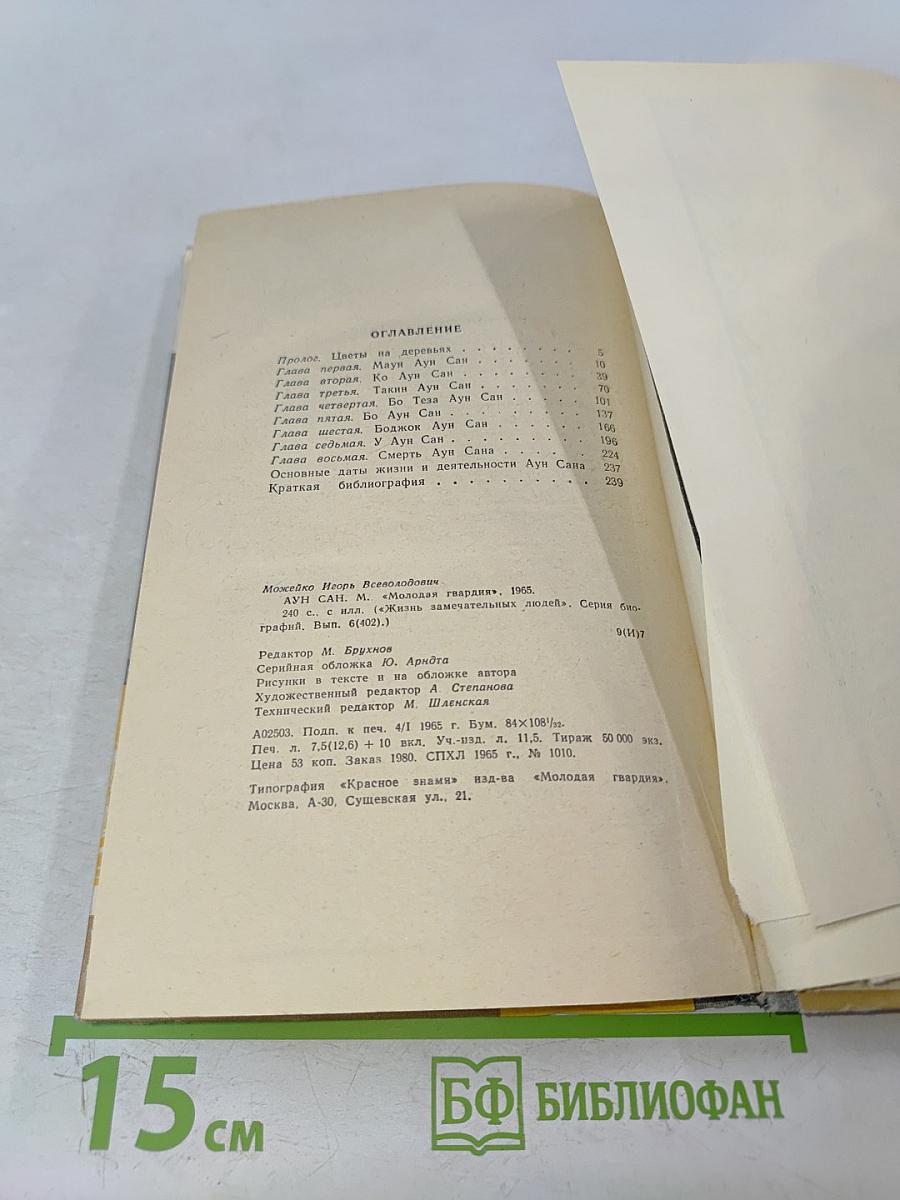 ОГЛАВЛЕНИЕ
Пролог. Цветы на деревьях . . . . . . . . 5
Глава первая. Маун Аун Сан . . . . . . 10
Глава вторая. Ко Аун Сан . . . . . . . 39
Глава третья. Такин Аун Сан . . . . . . 70
Глава четвертая. Бо Теза Аун Сан . . . . . 101
Глава пятая. Бо Аун Сан . . . . . . . . 137
Глава шестая. Боджок Аун Сан . . . . . . 166
Глава седьмая. У Аун Сан . . . . . . . . 196
Глава восьмая. Смерть Аун Сана . . . . . . 224
Основные даты жизни и деятельности Аун Сана 237
Краткая библиография . . . . . . . . . . 239
Можейко Игорь Всеволодович
АУН САН. М. «Молодая гвардия», 1965.
240 с., с илл. («Жизнь замечательных людей». Серия био-
графий. Вып. 6(402).)
9(И)7
Редактор М. Брухнов
Серийная обложка Ю. Арндта
Рисунки в тексте и на обложке автора
Художественный редактор А. Степанова
Технический редактор М. Шленская
А02503. Подп. к печ. 4/I 1965 г. Бум. 84×108¹/₃₂.
Печ. л. 7,5(12,6) + 10 вкл. Уч.-изд. л. 11,5. Тираж 50 000 экз.
Цена 53 коп. Заказ 1980. СПХЛ 1965 г., № 1010.
Типография «Красное знамя» изд-ва «Молодая гвардия».
Москва, А-30, Сущевская ул., 21.
15 см
БФ БИБЛИОФАН